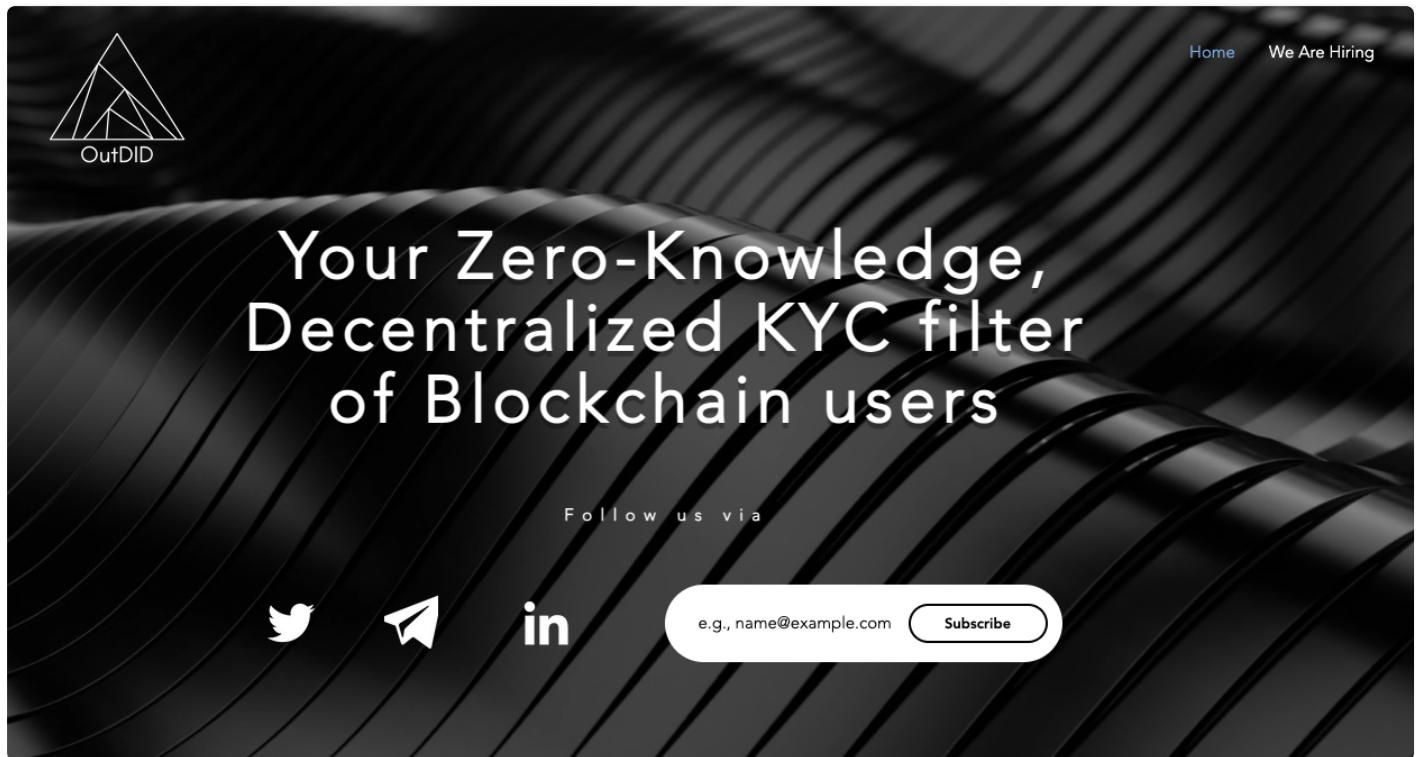 OutDID
Home
We Are Hiring
Your Zero-Knowledge,
Decentralized KYC filter
of Blockchain users
Follow us via
in
e.g., name@example.com
Subscribe